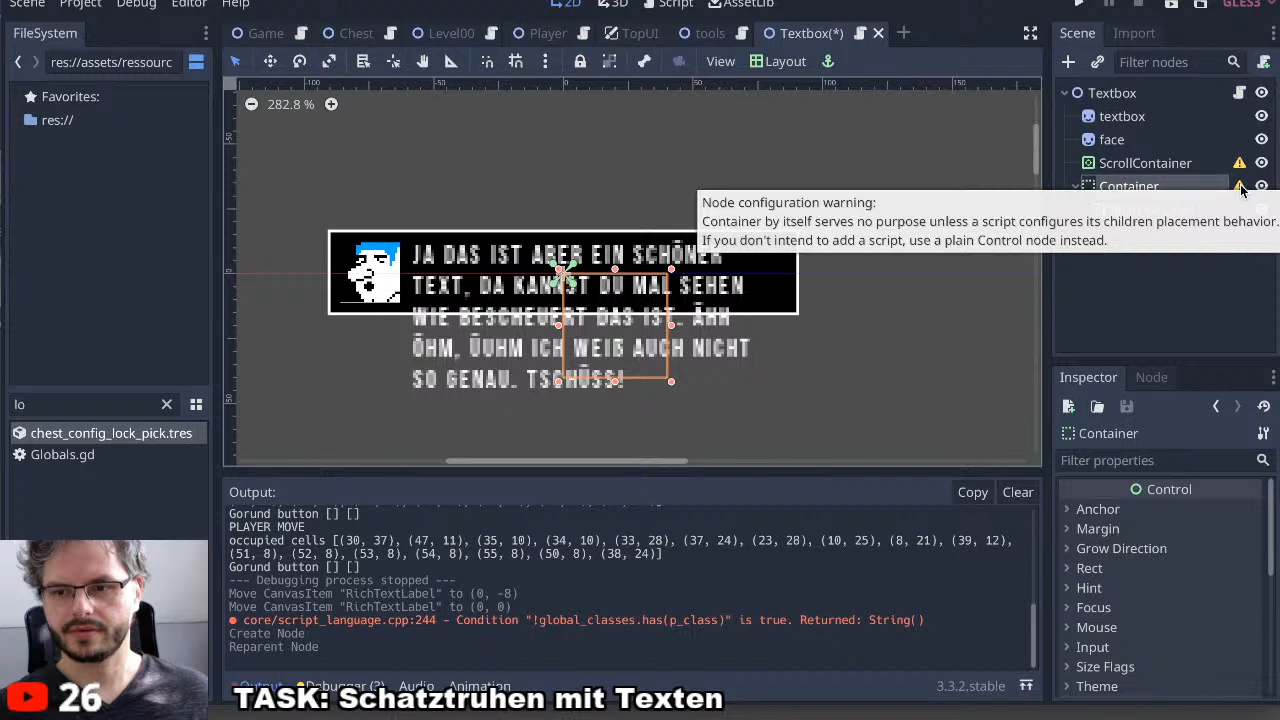 Scene Project Debug Editor Help
2D 3D Script AssetLib
GLES3
FileSystem
Game Chest Level00 Player TopUI tools Textbox(*)
Scene Import
res://assets/ressourc
View Layout
Filter nodes
Favorites:
res://
282.8 %
-100 -50 0 50 100 150
Textbox
textbox
face
ScrollContainer
Container
Node configuration warning:
Container by itself serves no purpose unless a script configures its children placement behavior.
If you don't intend to add a script, use a plain Control node instead.
JA DAS IST ABER EIN SCHÖNER
TEXT, DA KANNST DU MAL SEHEN
WIE BESCHEUERT DAS IST. ÄHH
ÖHM, ÜUHM ICH WEIß AUCH NICHT
SO GENAU. TSCHÜSS!
lo
chest_config_lock_pick.tres
Globals.gd
Inspector Node
Container
Filter properties
Control
Anchor
Margin
Grow Direction
Rect
Hint
Focus
Mouse
Input
Size Flags
Theme
Output:
Copy Clear
Gorund button [] []
PLAYER MOVE
occupied cells [(30, 37), (47, 11), (35, 10), (34, 10), (33, 28), (37, 24), (23, 28), (10, 25), (8, 21), (39, 12),
(51, 8), (52, 8), (53, 8), (54, 8), (55, 8), (50, 8), (38, 24)]
Gorund button [] []
--- Debugging process stopped ---
Move CanvasItem "RichTextLabel" to (0, -8)
Move CanvasItem "RichTextLabel" to (0, 0)
core/script_language.cpp:244 - Condition "!global_classes.has(p_class)" is true. Returned: String()
Create Node
Reparent Node
Output Debugger (3) Audio Animation
3.3.2.stable
26
TASK: Schatztruhen mit Texten